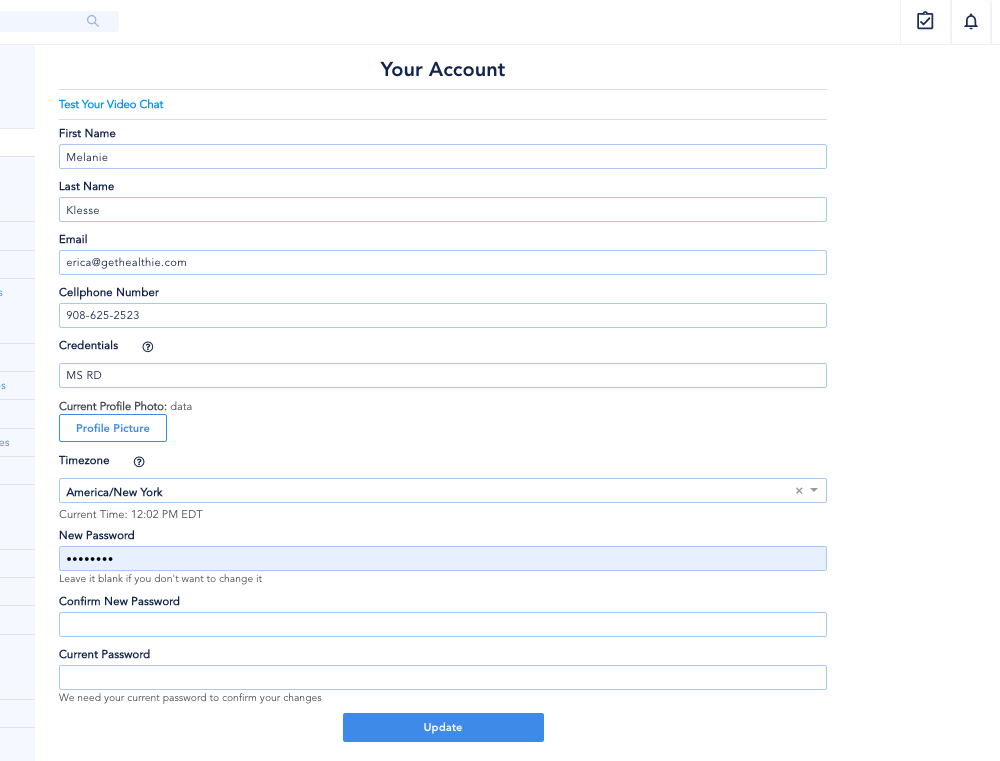 Your Account
Test Your Video Chat
First Name
Melanie
Last Name
Klesse
Email
erica@gethealthie.com
Cellphone Number
908-625-2523
Credentials
MS RD
Current Profile Photo: data
Profile Picture
Timezone
America/New York
Current Time: 12:02 PM EDT
New Password
••••••••
Leave it blank if you don't want to change it
Confirm New Password
Current Password
We need your current password to confirm your changes
Update
s
s
es